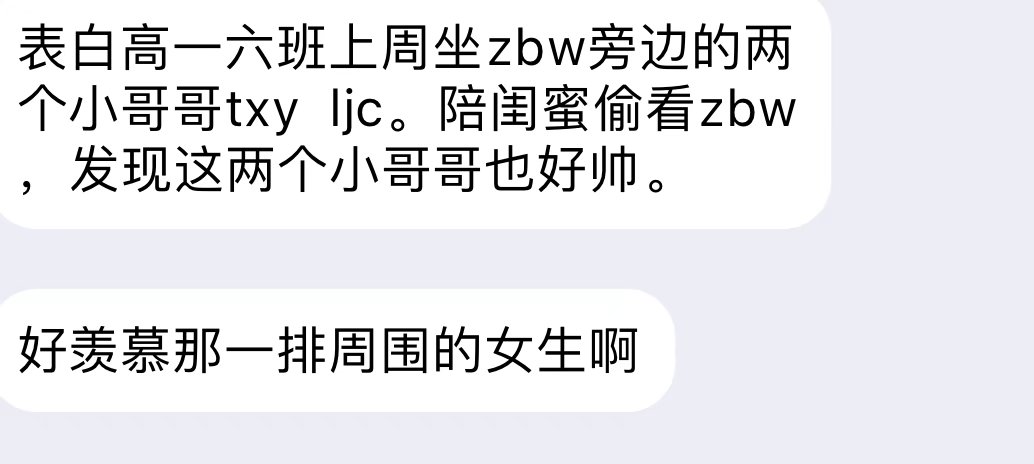 表白高一六班上周坐zbw旁边的两
个小哥哥txy ljc。陪闺蜜偷看zbw
，发现这两个小哥哥也好帅。
好羡慕那一排周围的女生啊